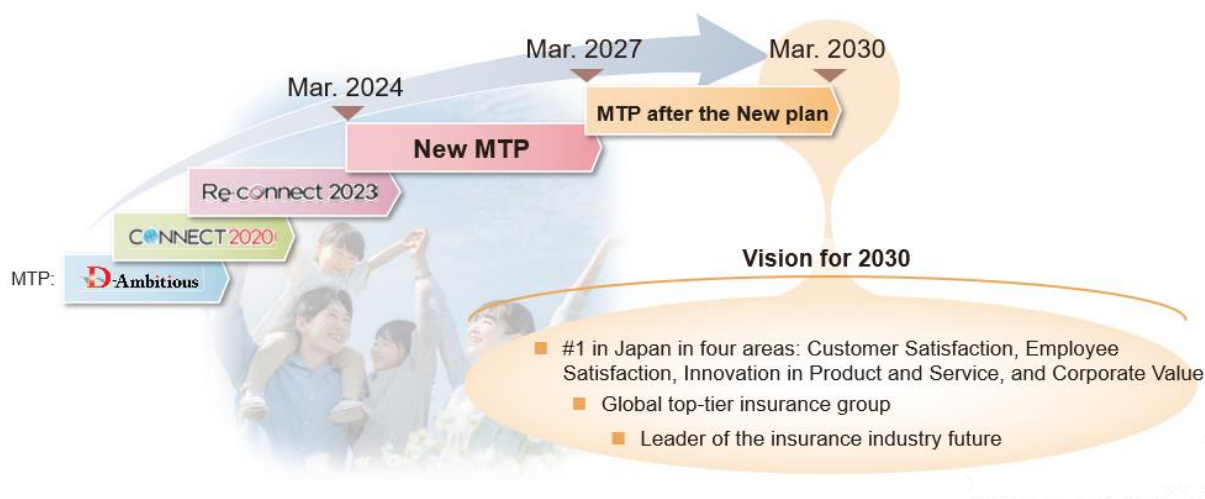 Mar. 2024
Mar. 2027
Mar. 2030
MTP after the New plan
New MTP
Re-connect 2023
CONNECT 2020
MTP:
D-Ambitious
Vision for 2030
#1 in Japan in four areas: Customer Satisfaction, Employee
Satisfaction, Innovation in Product and Service, and Corporate Value
Global top-tier insurance group
Leader of the insurance industry future